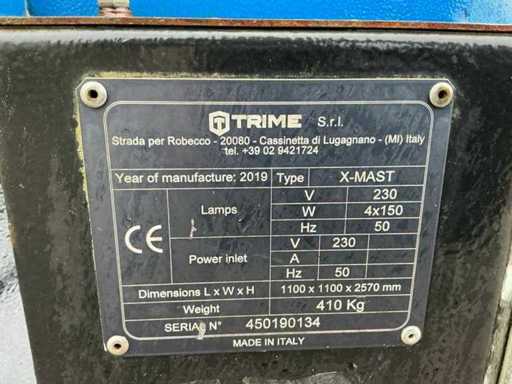 TRIME S.r.l.
Strada per Robecco - 20080 - Cassinetta di Lugagnano - (MI) Italy
tel. +39 02 9421724
Year of manufacture: 2019 Type X-MAST
CE
Lamps
V 230
W 4x150
Hz 50
Power inlet
V 230
A
Hz 50
Dimensions L x W x H 1100 x 1100 x 2570 mm
Weight 410 Kg
SERIAL N° 450190134
MADE IN ITALY